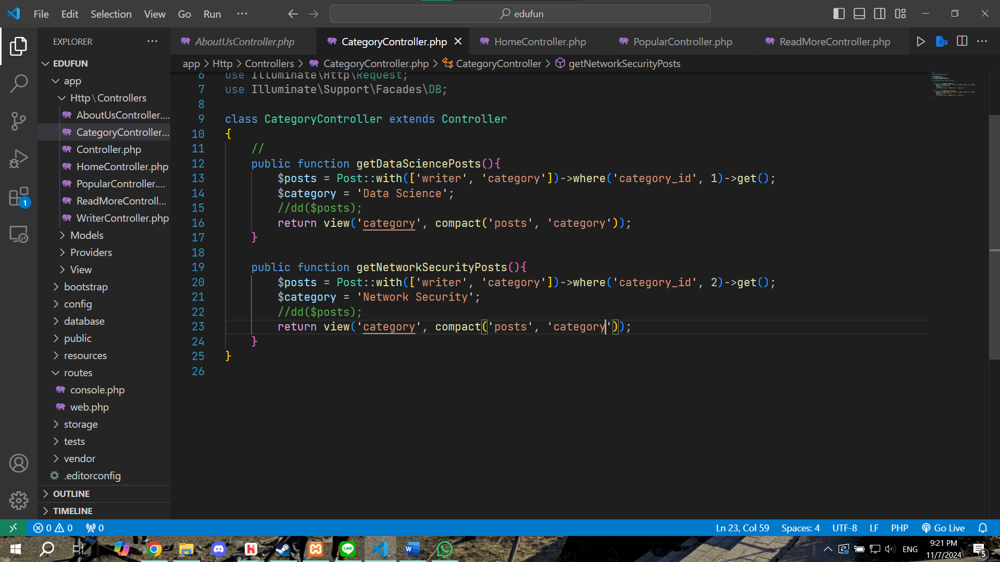 File Edit Selection View Go Run ···
edufun
EXPLORER
AboutUsController.php
CategoryController.php
HomeController.php
PopularController.php
ReadMoreController.php
app > Http > Controllers > CategoryController.php > CategoryController > getNetworkSecurityPosts
EDUFUN
app
Http\Controllers
AboutUsController....
CategoryController...
Controller.php
HomeController.php
PopularController....
ReadMoreControll...
WriterController.php
Models
Providers
View
bootstrap
config
database
public
resources
routes
console.php
web.php
storage
tests
vendor
.editorconfig
OUTLINE
TIMELINE
1
6 use Illuminate\Http\Request;
7 use Illuminate\Support\Facades\DB;
8
9 class CategoryController extends Controller
10 {
11 //
12 public function getDataSciencePosts(){
13 $posts = Post::with(['writer', 'category'])->where('category_id', 1)->get();
14 $category = 'Data Science';
15 //dd($posts);
16 return view('category', compact('posts', 'category'));
17 }
18
19 public function getNetworkSecurityPosts(){
20 $posts = Post::with(['writer', 'category'])->where('category_id', 2)->get();
21 $category = 'Network Security';
22 //dd($posts);
23 return view('category', compact('posts', 'category'));
24 }
25 }
26
0 0 0
Ln 23, Col 59 Spaces: 4 UTF-8 LF PHP Go Live
LINE
ENG
9:21 PM
11/7/2024
5